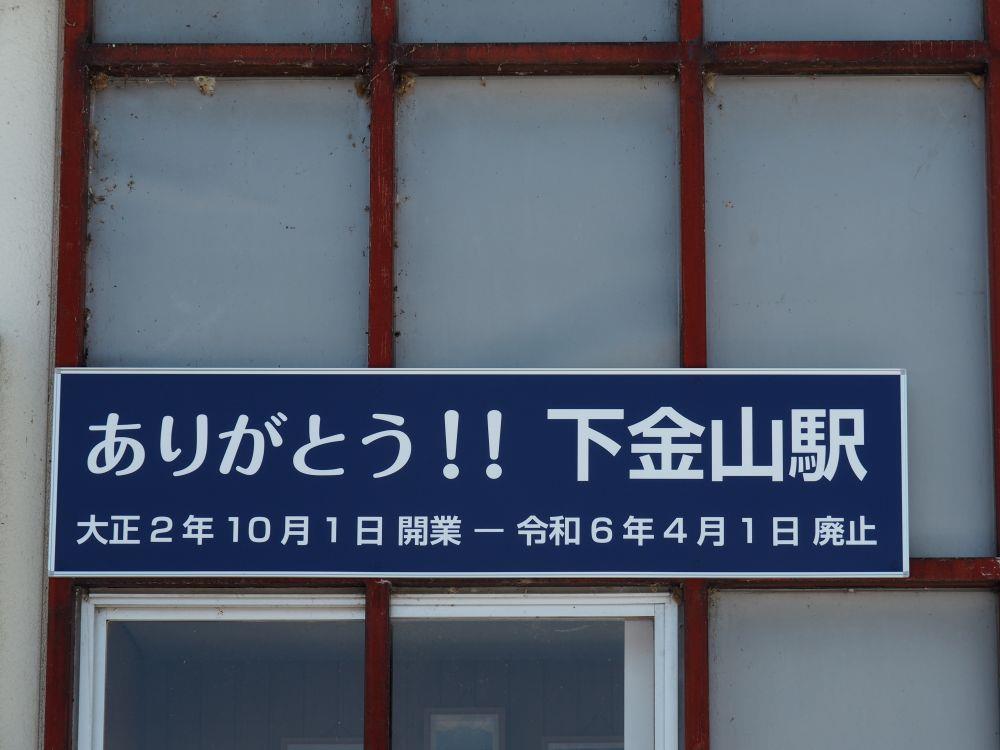 ありがとう!! 下金山駅
大正2年10月1日 開業 ― 令和6年4月1日 廃止